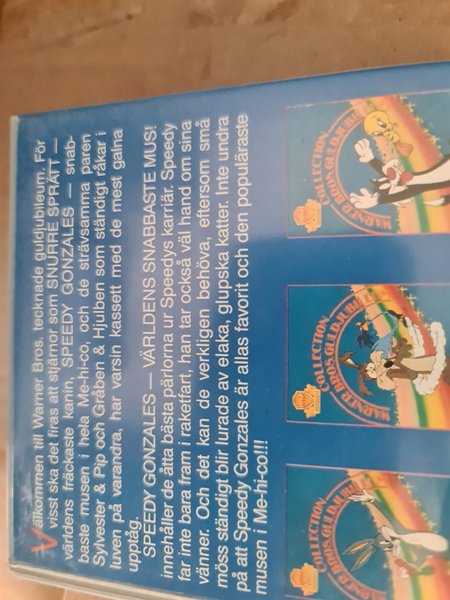 Välkommen till Warner Bros. tecknade guldjubileum. För
visst ska det firas att stjärnor som SNURRE SPRÄTT —
världens fräckaste kanin, SPEEDY GONZALES — snab-
baste musen i hela Me-hi-co, och de strävsamma paren
Sylvester & Pip och Gråben & Hjulben som ständigt råkar i
luven på varandra, har varsin kassett med de mest galna
upptåg.
SPEEDY GONZALES — VÄRLDENS SNABBASTE MUS!
innehåller de åtta bästa pärlorna ur Speedys karriär. Speedy
far inte bara fram i raketfart, han tar också väl hand om sina
vänner. Och det kan de verkligen behöva, eftersom små
möss ständigt blir lurade av elaka, glupska katter. Inte undra
på att Speedy Gonzales är allas favorit och den populäraste
musen i Me-hi-co!!!
COLLECTION
WARNER BROS. GULDJUBILEUM
COLLECTION
WARNER BROS. GULDJUBILEUM
COLLECTION
WARNER BROS. GULDJUBILEUM